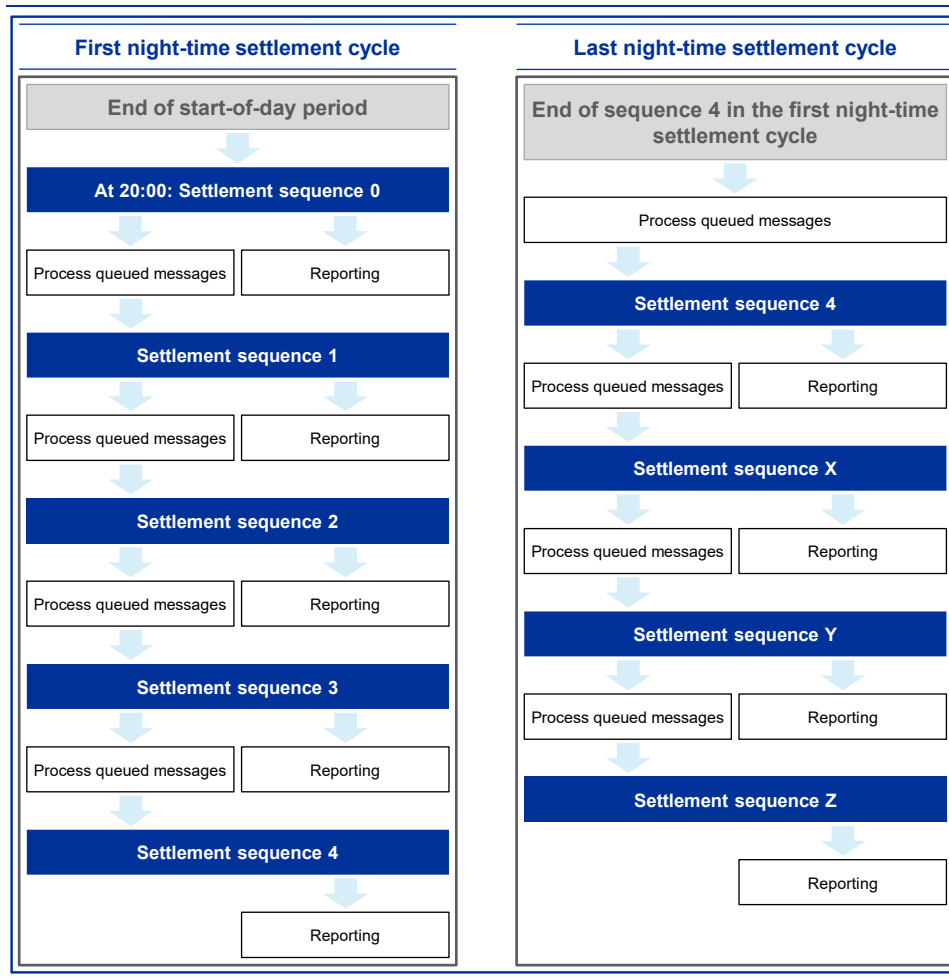 First night-time settlement cycle
End of start-of-day period
At 20:00: Settlement sequence 0
Process queued messages
Reporting
Settlement sequence 1
Process queued messages
Reporting
Settlement sequence 2
Process queued messages
Reporting
Settlement sequence 3
Process queued messages
Reporting
Settlement sequence 4
Reporting
Last night-time settlement cycle
End of sequence 4 in the first night-time
settlement cycle
Process queued messages
Settlement sequence 4
Process queued messages
Reporting
Settlement sequence X
Process queued messages
Reporting
Settlement sequence Y
Process queued messages
Reporting
Settlement sequence Z
Reporting